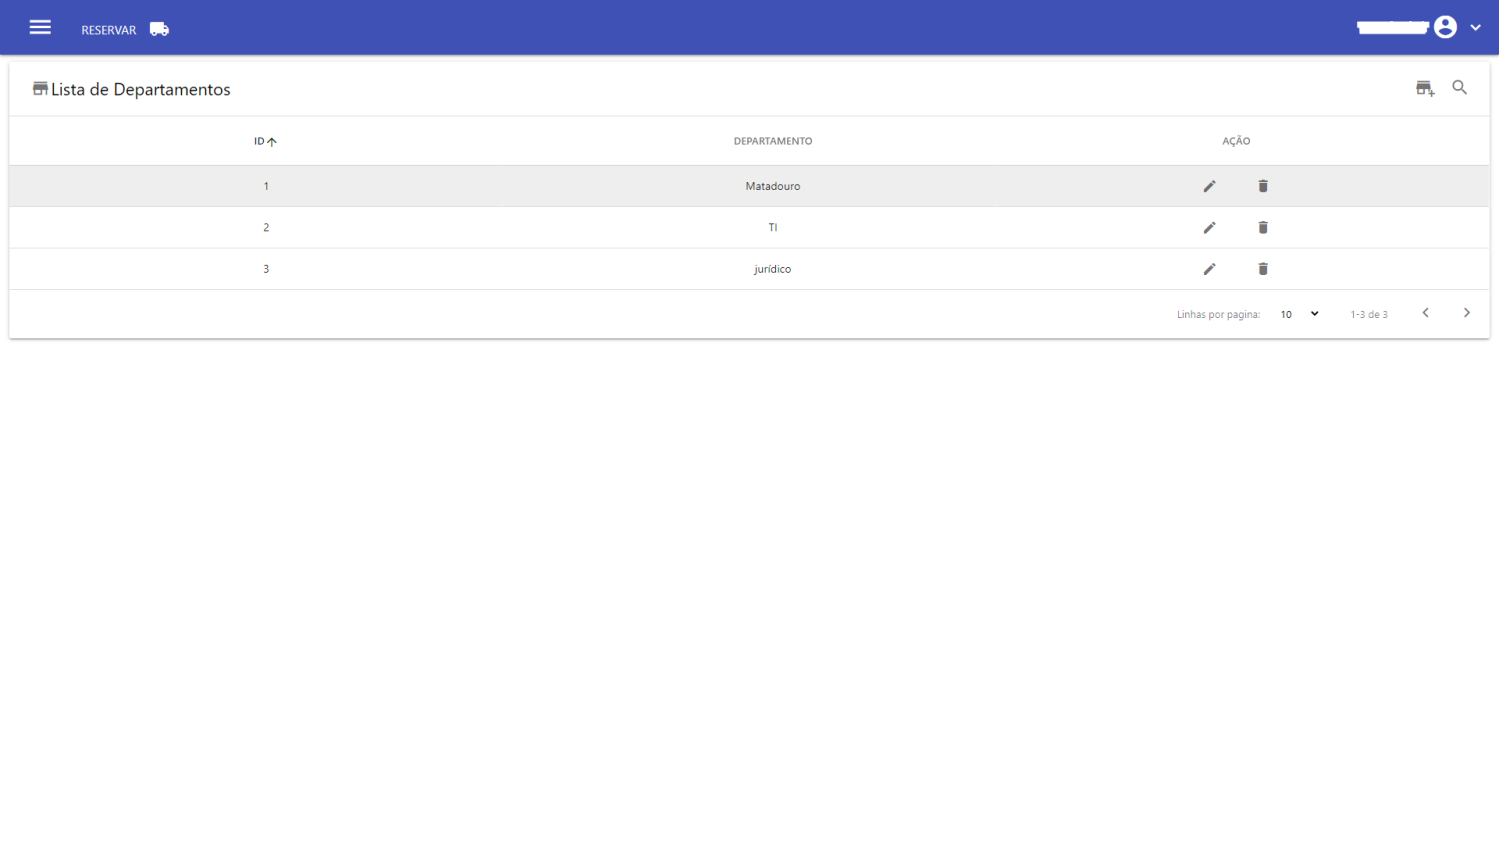 RESERVAR
Lista de Departamentos
ID DEPARTAMENTO AÇÃO
1 Matadouro
2 TI
3 jurídico
Linhas por pagina: 10 1-3 de 3